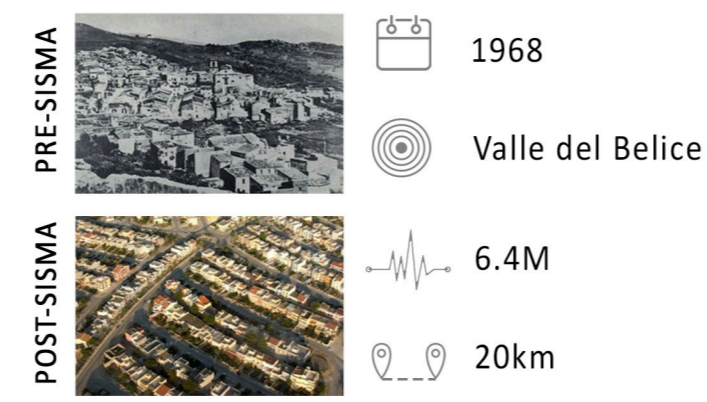 PRE-SISMA
1968
Valle del Belice
POST-SISMA
6.4M
20km